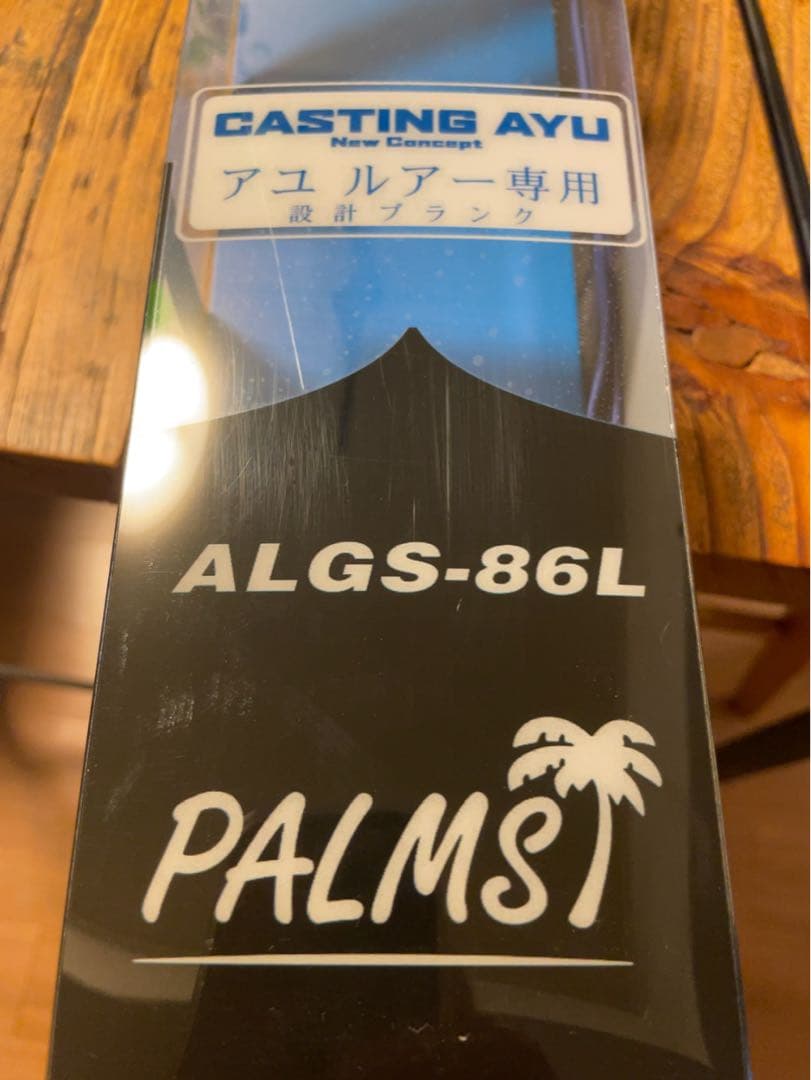 CASTING AYU
New Concept
アユ ルアー専用
設計ブランク
ALGS-86L
PALMS